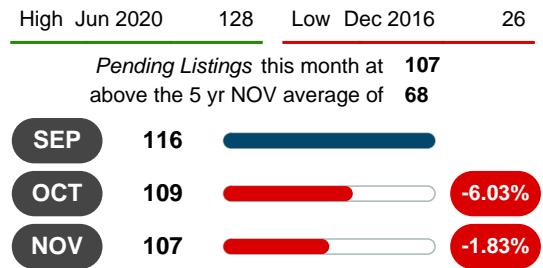 High Jun 2020 128 Low Dec 2016 26
Pending Listings this month at 107
above the 5 yr NOV average of 68
SEP 116
OCT 109 -6.03%
NOV 107 -1.83%